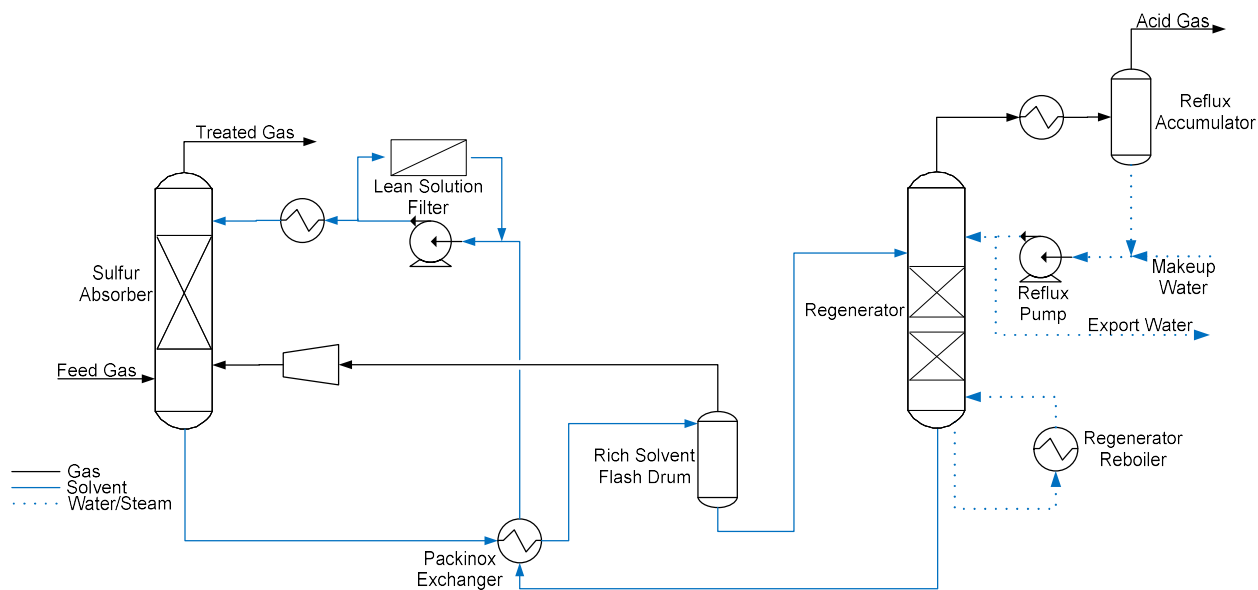 Acid Gas
Reflux
Accumulator
Treated Gas
Lean Solution
Filter
Sulfur
Absorber
Makeup
Water
Reflux
Pump
Regenerator
Export Water
Feed Gas
Regenerator
Reboiler
Rich Solvent
Flash Drum
Gas
Solvent
Water/Steam
Packinox
Exchanger